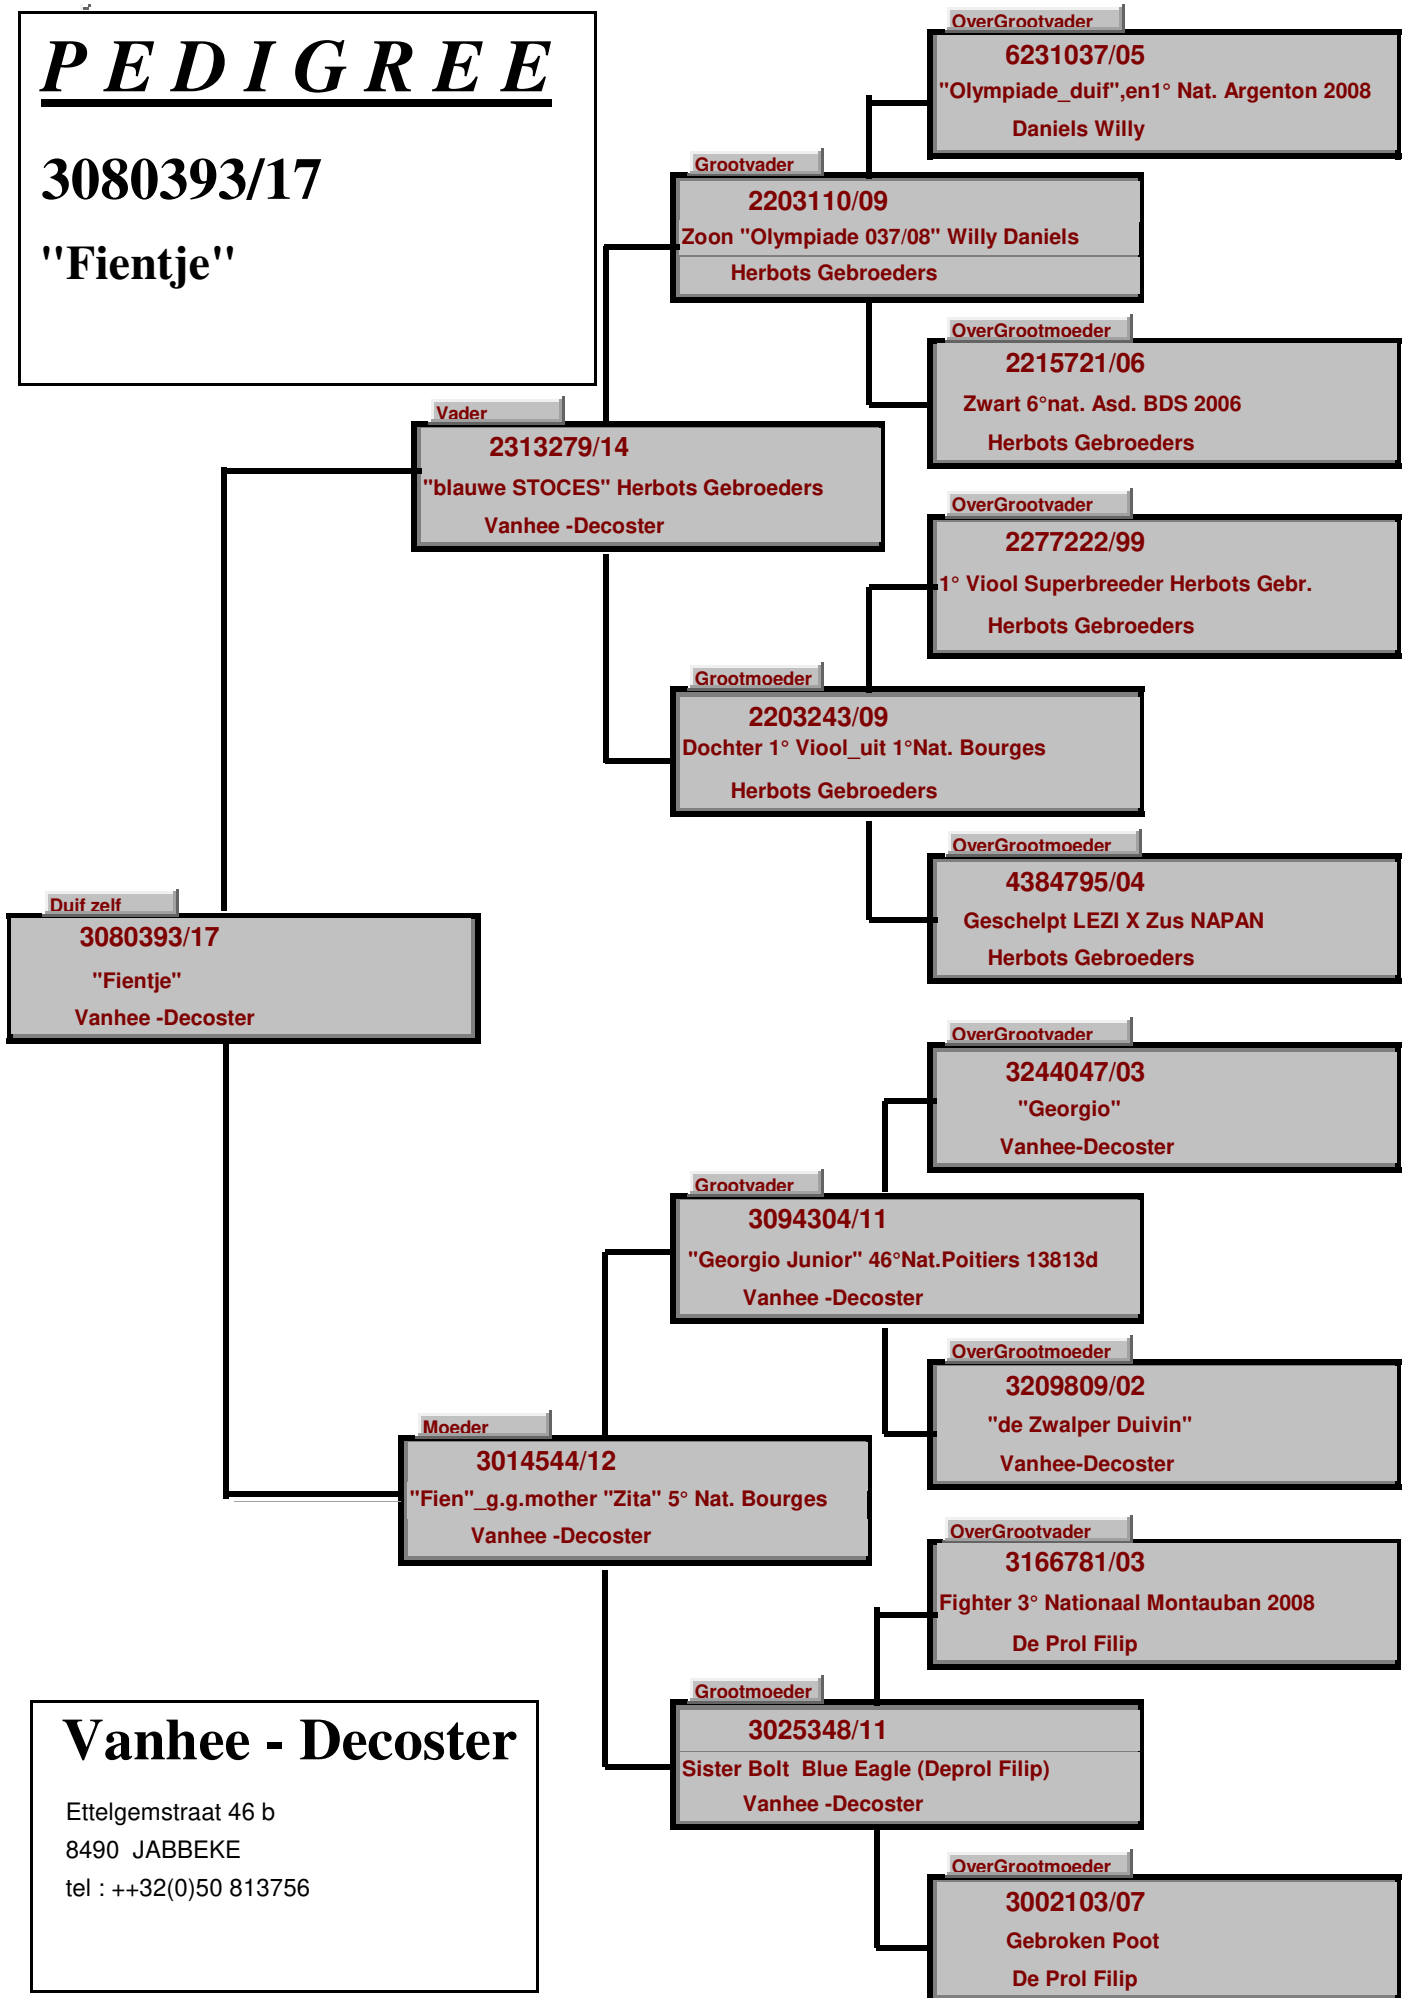 P E D I G R E E
3080393/17
"Fientje"
OverGrootvader
6231037/05
"Olympiade_duif",en1° Nat. Argenton 2008
Daniels Willy
Grootvader
2203110/09
Zoon "Olympiade 037/08" Willy Daniels
Herbots Gebroeders
OverGrootmoeder
2215721/06
Zwart 6°nat. Asd. BDS 2006
Herbots Gebroeders
Vader
2313279/14
"blauwe STOCES" Herbots Gebroeders
Vanhee -Decoster
OverGrootvader
2277222/99
1° Viool Superbreeder Herbots Gebr.
Herbots Gebroeders
Grootmoeder
2203243/09
Dochter 1° Viool_uit 1°Nat. Bourges
Herbots Gebroeders
OverGrootmoeder
4384795/04
Geschelpt LEZI X Zus NAPAN
Herbots Gebroeders
Duif zelf
3080393/17
"Fientje"
Vanhee -Decoster
OverGrootvader
3244047/03
"Georgio"
Vanhee-Decoster
Grootvader
3094304/11
"Georgio Junior" 46°Nat.Poitiers 13813d
Vanhee -Decoster
OverGrootmoeder
3209809/02
"de Zwalper Duivin"
Vanhee-Decoster
Moeder
3014544/12
"Fien"_g.g.mother "Zita" 5° Nat. Bourges
Vanhee -Decoster
OverGrootvader
3166781/03
Fighter 3° Nationaal Montauban 2008
De Prol Filip
Grootmoeder
3025348/11
Sister Bolt  Blue Eagle (Deprol Filip)
Vanhee -Decoster
OverGrootmoeder
3002103/07
Gebroken Poot
De Prol Filip
Vanhee - Decoster
Ettelgemstraat 46 b
8490  JABBEKE
tel : ++32(0)50 813756